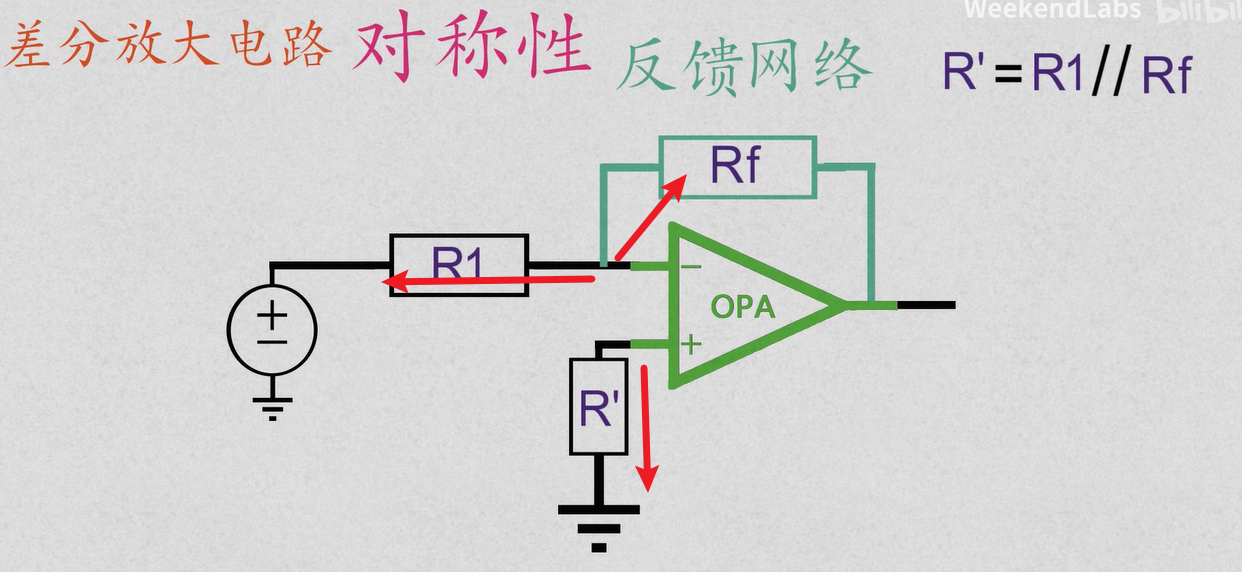 WeekendLabs bilibili
差分放大电路 对称性 反馈网络 R'=R1//Rf
Rf
R1
−
OPA
+
−
+
R'